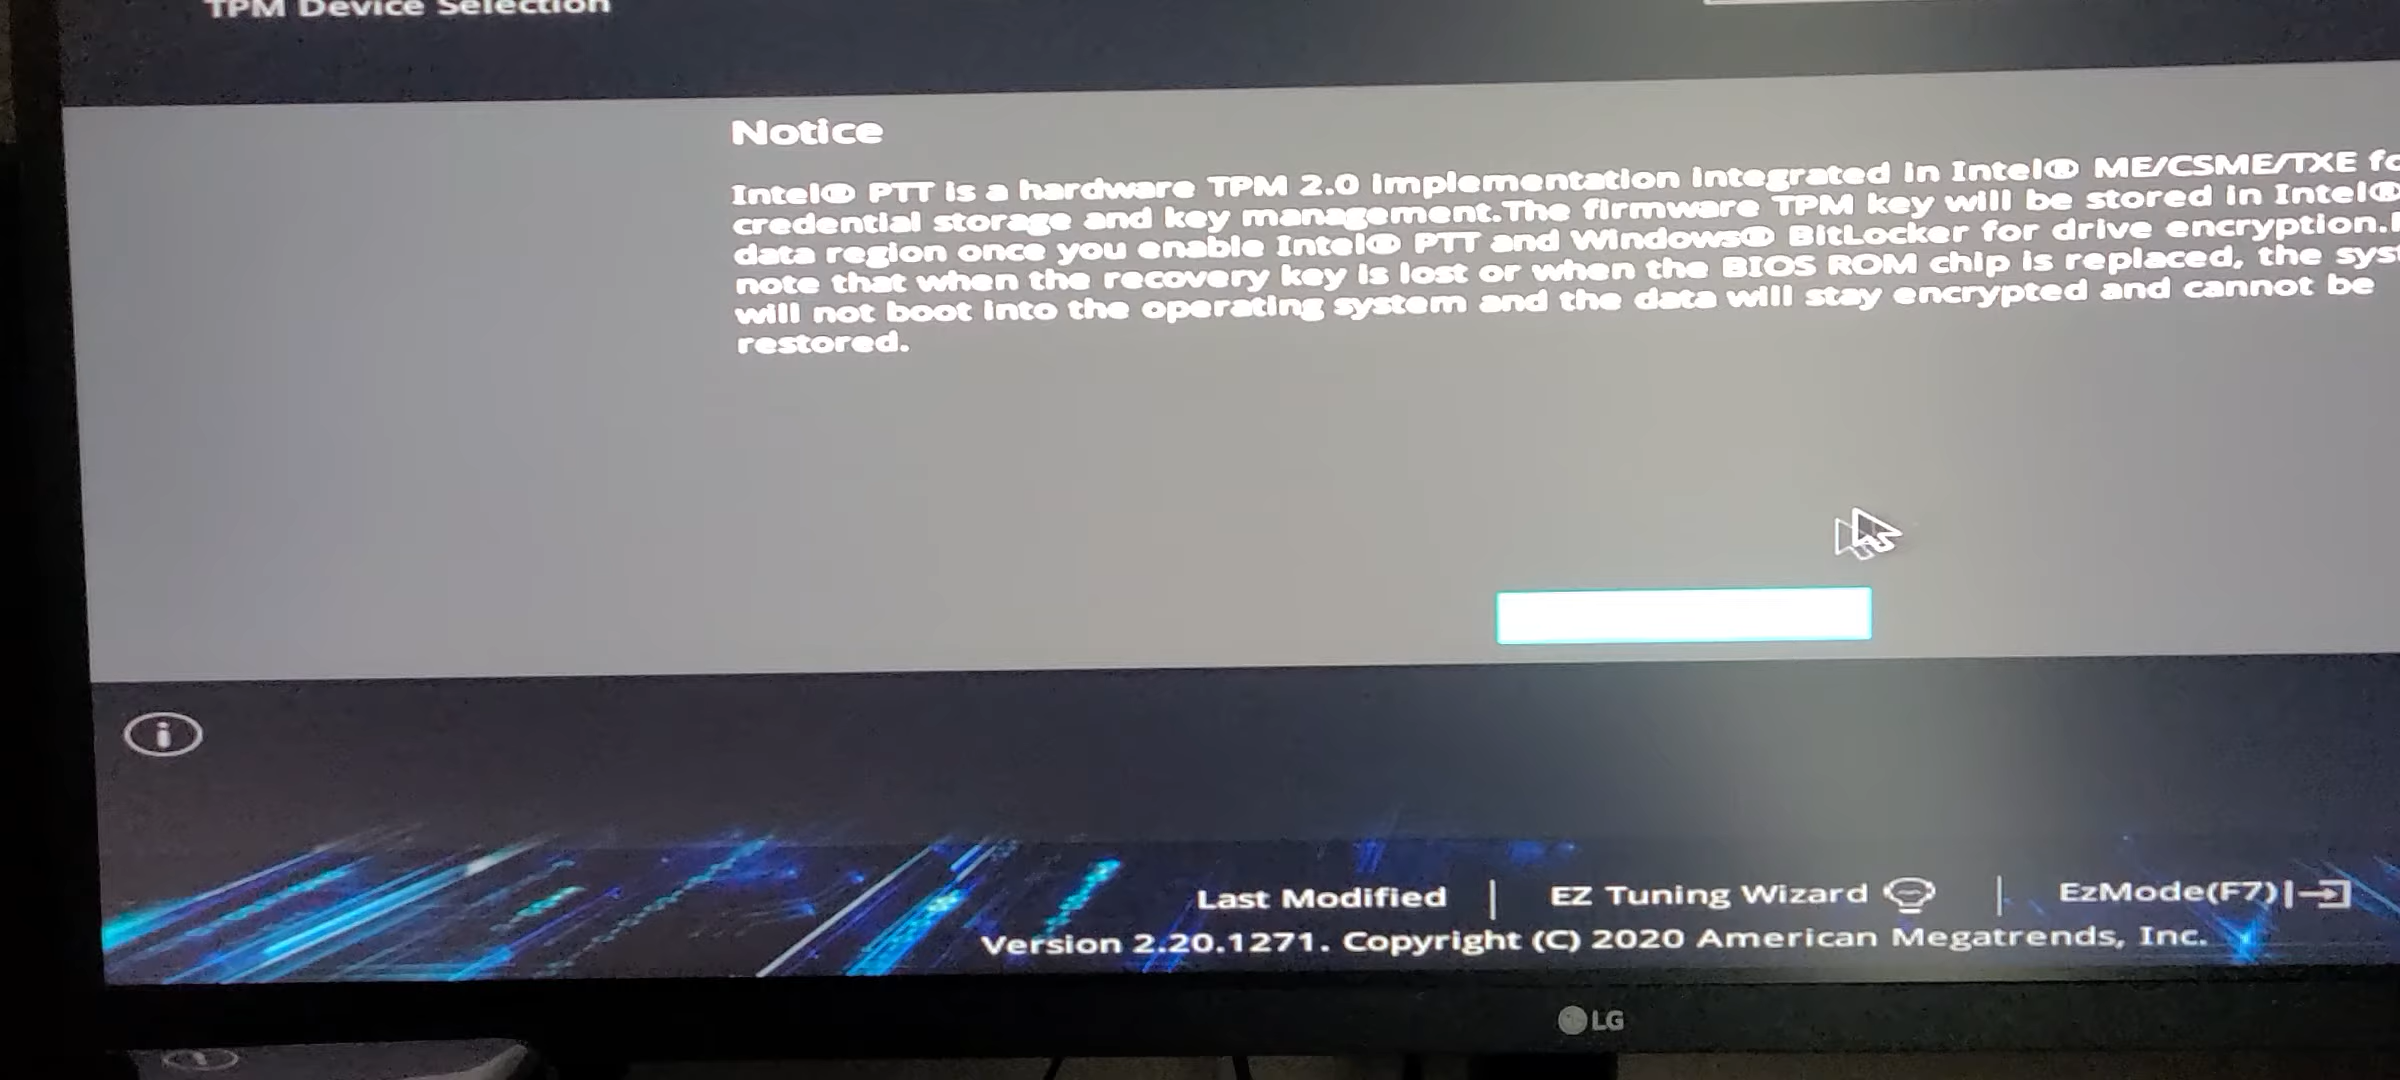 TPM Device Selection
Notice
Intel® PTT is a hardware TPM 2.0 implementation integrated in Intel® ME/CSME/TXE
credential storage and key management.The firmware TPM key will be stored in Intel®
data region once you enable Intel® PTT and Windows® BitLocker for drive encryption.
note that when the recovery key is lost or when the BIOS ROM chip is replaced, the
will not boot into the operating system and the data will stay encrypted and cannot be
restored.
Last Modified | EZ Tuning Wizard | EzMode(F7)
Version 2.20.1271. Copyright (C) 2020 American Megatrends, Inc.
LG